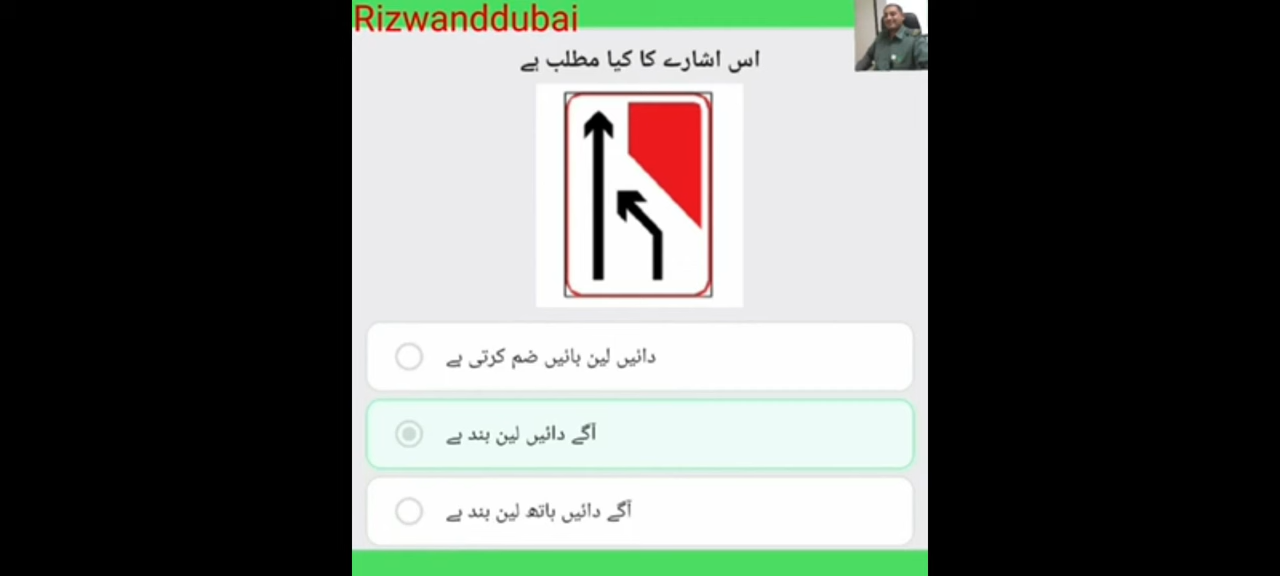 Rizwanddubai
اس اشارے کا کیا مطلب ہے
دائیں لین بائیں ضم کرتی ہے
آگے دائیں لین بند ہے
آگے دائیں ہاتھ لین بند ہے